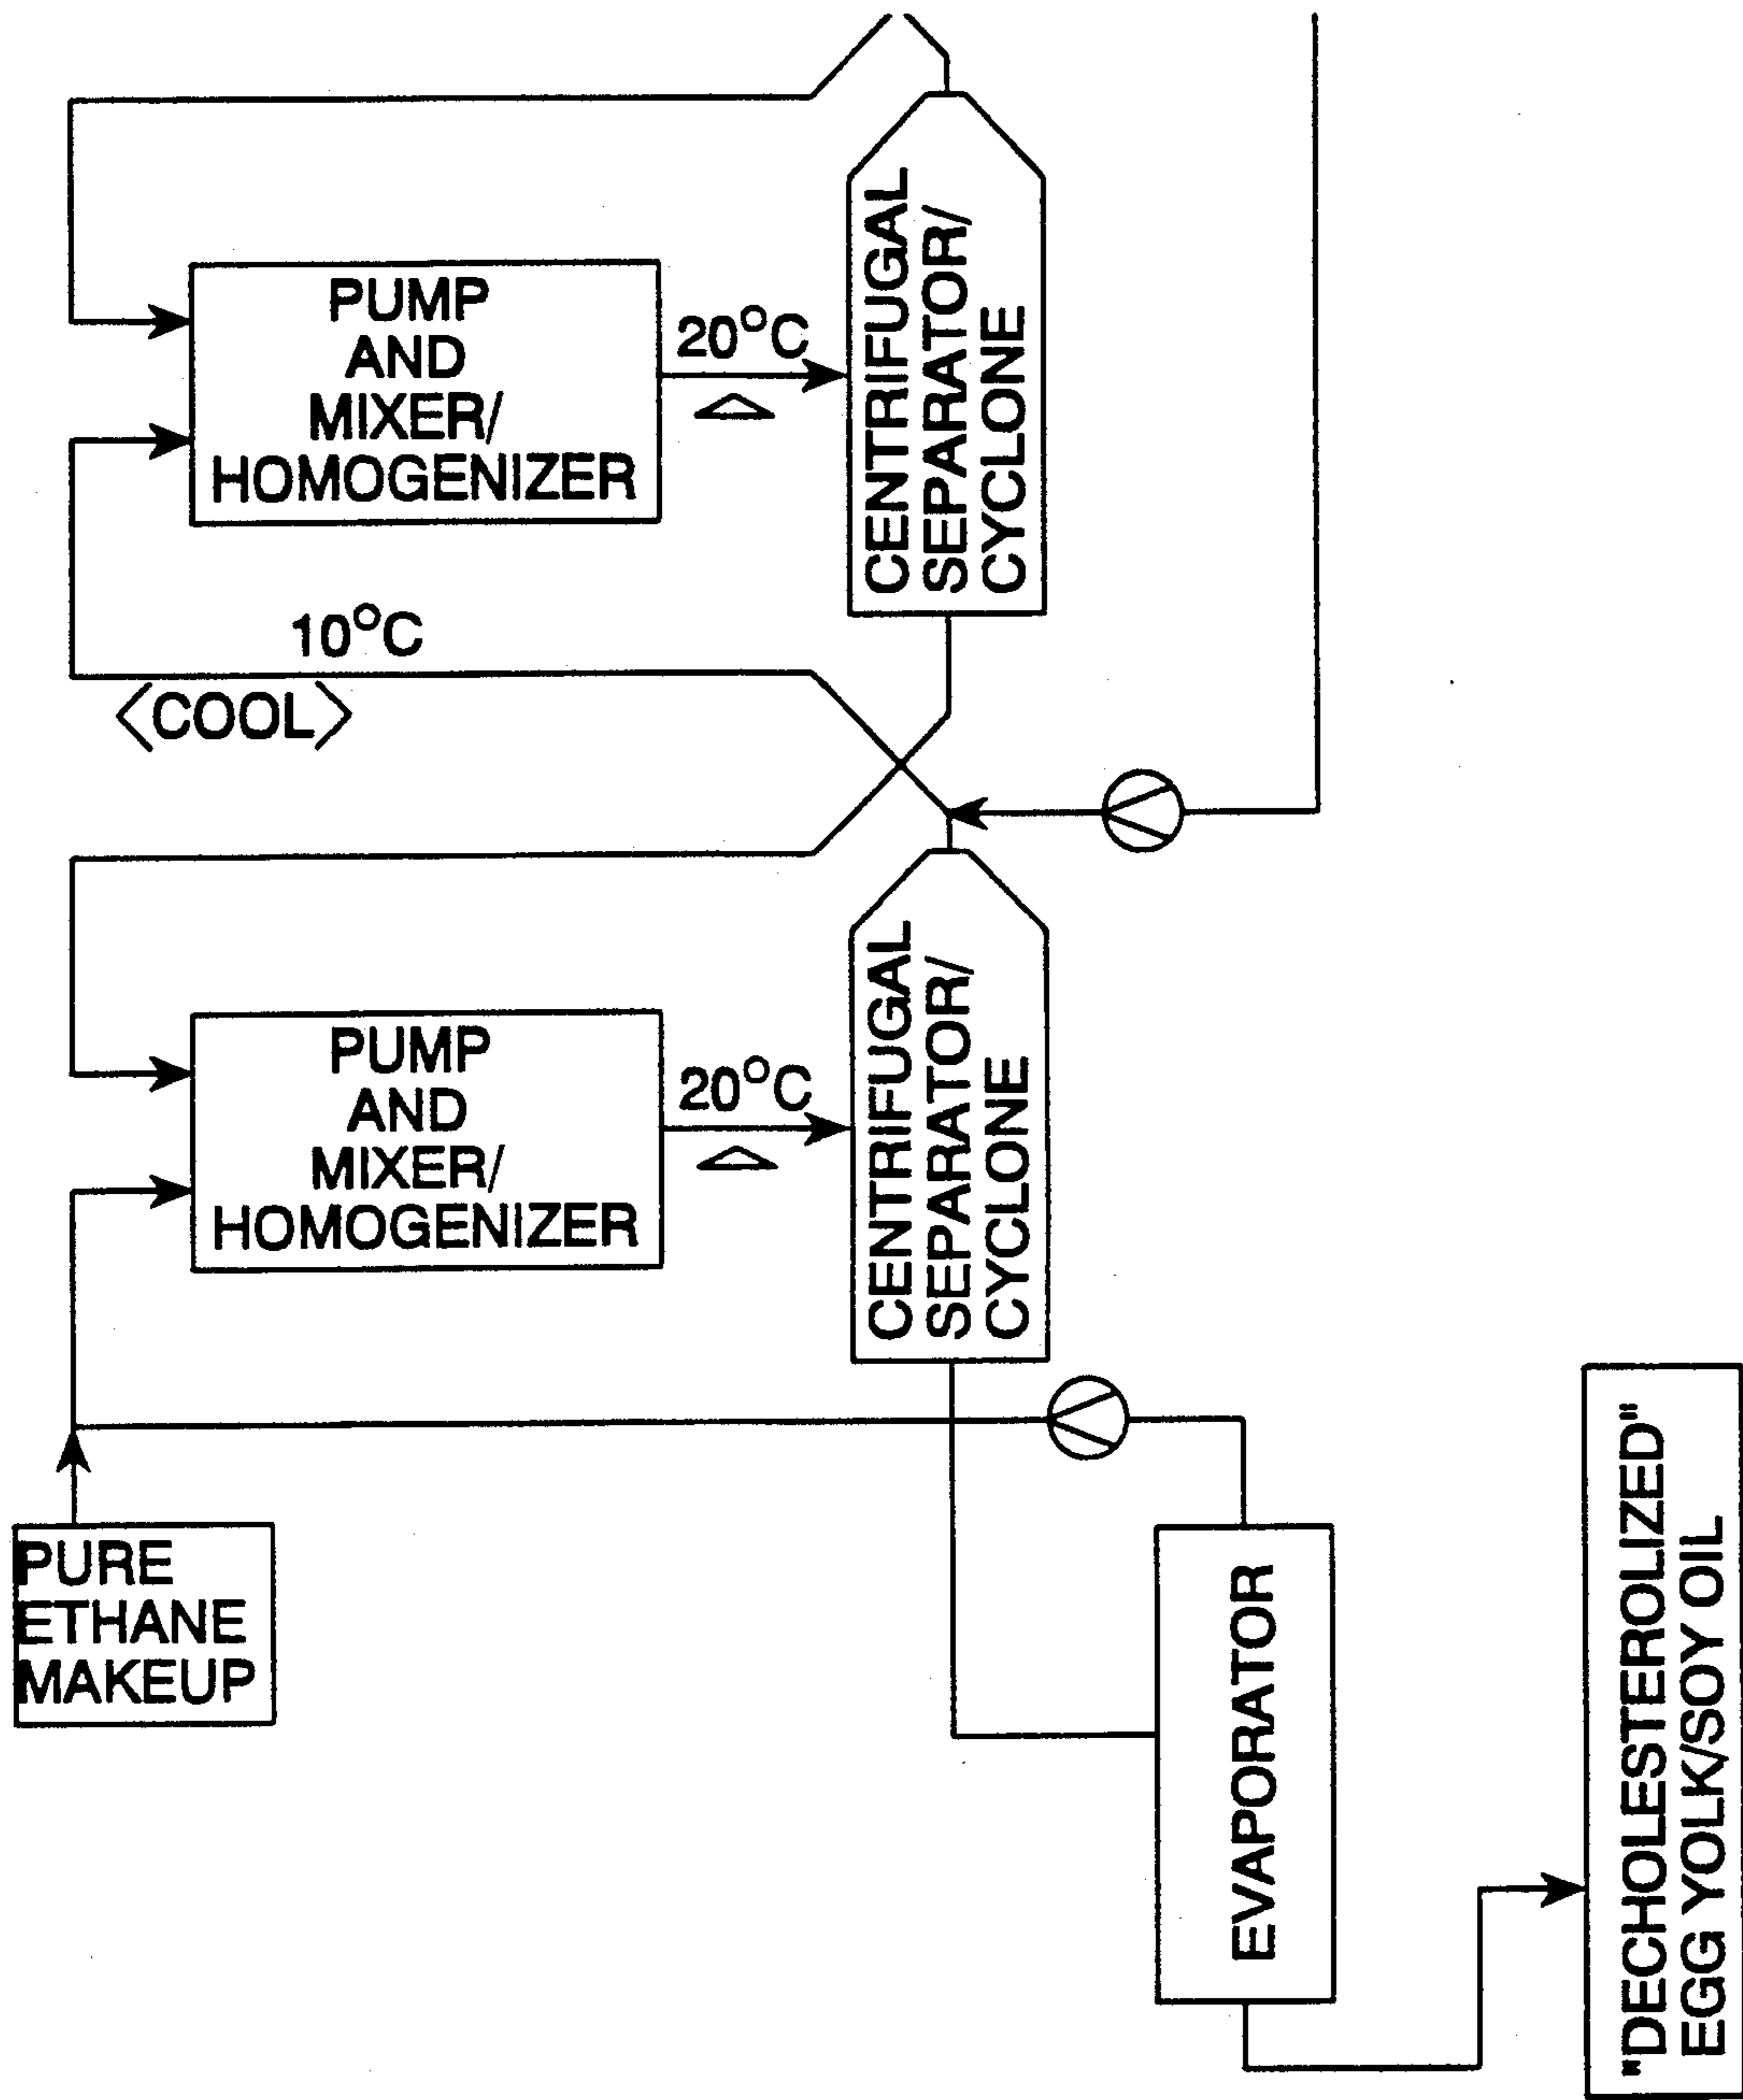 PUMP
AND
MIXER/
HOMOGENIZER
20°C
△
CENTRIFUGAL
SEPARATOR/
CYCLONE
10°C
<COOL>
PUMP
AND
MIXER/
HOMOGENIZER
20°C
△
CENTRIFUGAL
SEPARATOR/
CYCLONE
PURE
ETHANE
MAKEUP
EVAPORATOR
"DECHOLESTEROLIZED"
EGG YOLK/SOY OIL